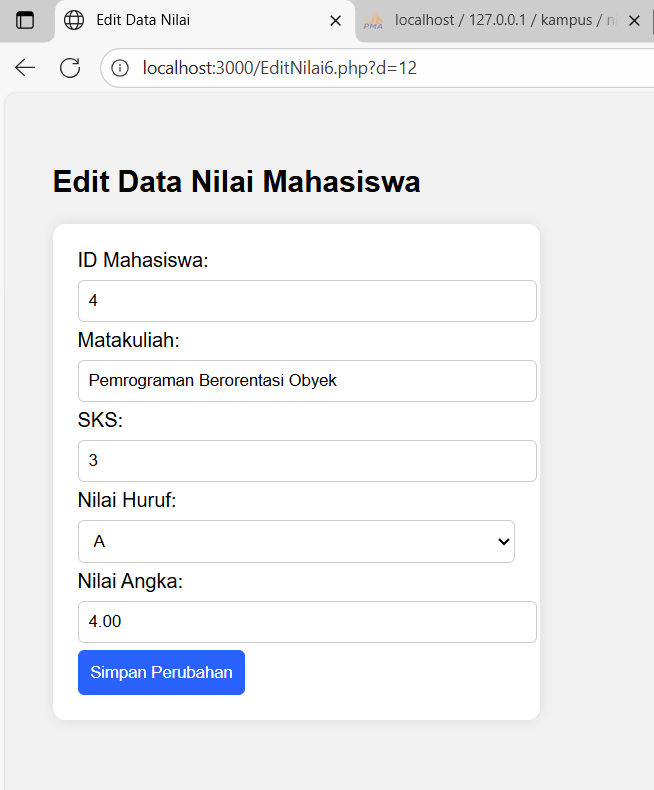 Edit Data Nilai
PMA
localhost / 127.0.0.1 / kampus /
localhost:3000/EditNilai6.php?d=12
Edit Data Nilai Mahasiswa
ID Mahasiswa:
4
Matakuliah:
Pemrograman Berorentasi Obyek
SKS:
3
Nilai Huruf:
A
Nilai Angka:
4.00
Simpan Perubahan